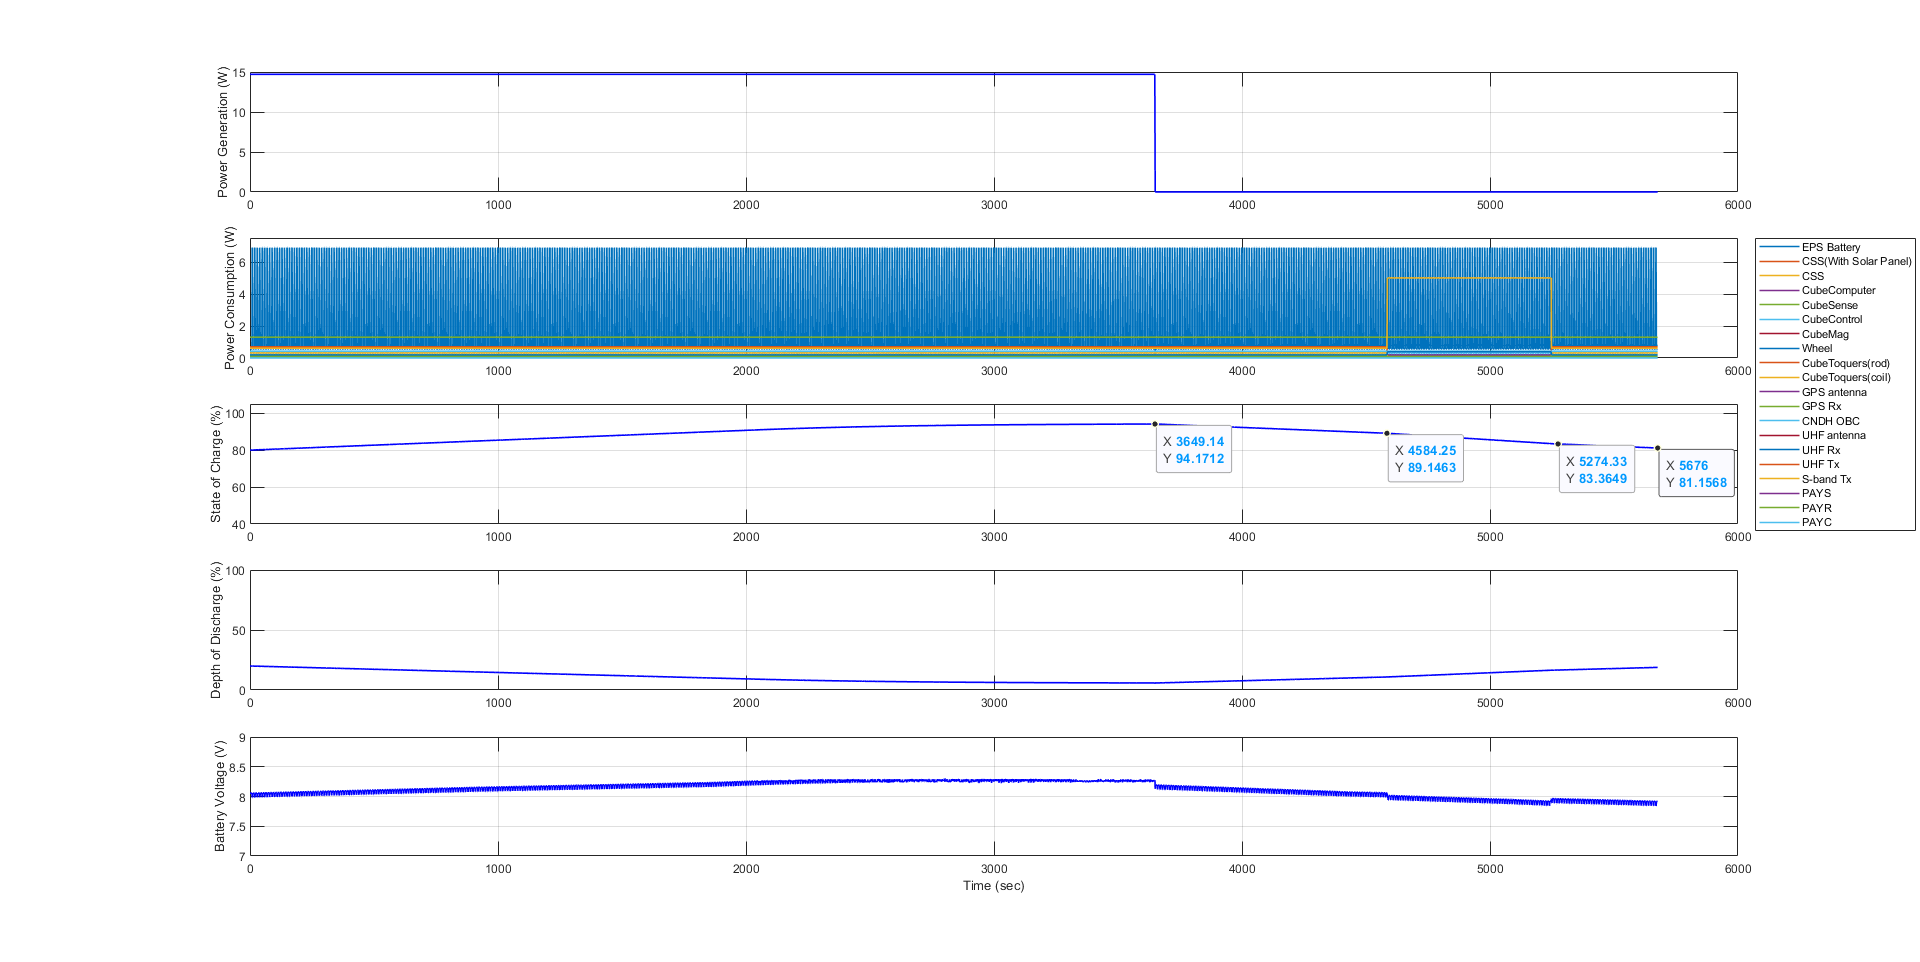 Power Generation (W)
15
10
5
0
0 1000 2000 3000 4000 5000 6000
Power Consumption (W)
6
4
2
0
0 1000 2000 3000 4000 5000 6000
EPS Battery
CSS(With Solar Panel)
CSS
CubeComputer
CubeSense
CubeControl
CubeMag
Wheel
CubeToquers(rod)
CubeToquers(coil)
GPS antenna
GPS Rx
CNDH OBC
UHF antenna
UHF Rx
UHF Tx
S-band Tx
PAYS
PAYR
PAYC
State of Charge (%)
100
80
60
40
X 3649.14
Y 94.1712
X 4584.25
Y 89.1463
X 5274.33
Y 83.3649
X 5676
Y 81.1568
0 1000 2000 3000 4000 5000 6000
Depth of Discharge (%)
100
50
0
0 1000 2000 3000 4000 5000 6000
Battery Voltage (V)
9
8.5
8
7.5
7
0 1000 2000 3000 4000 5000 6000
Time (sec)